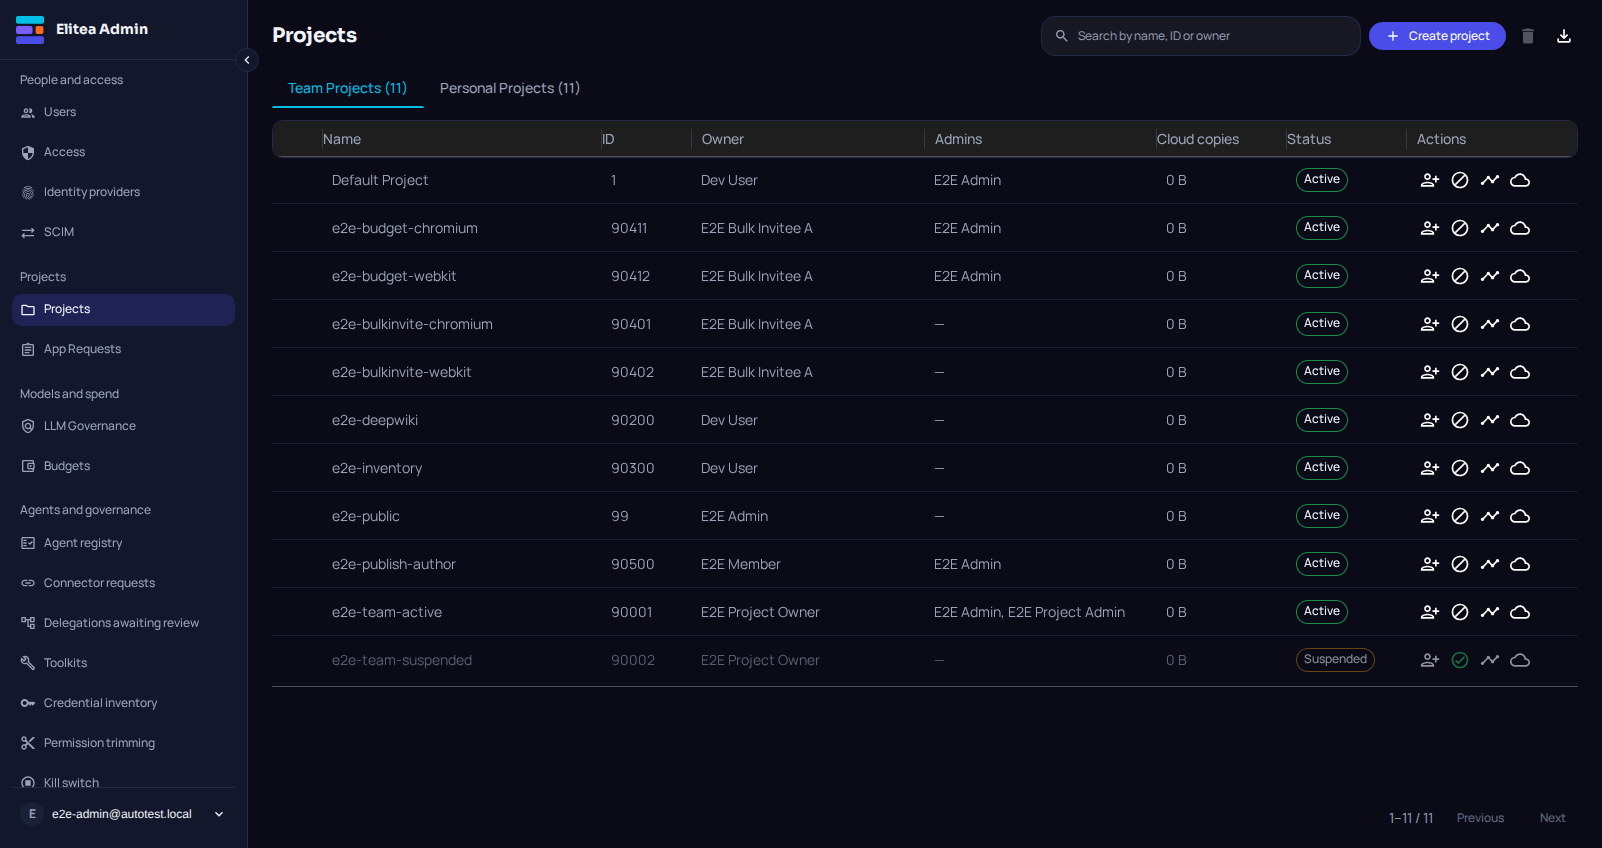 Elitea Admin
People and access
Users
Access
Identity providers
SCIM
Projects
Projects
App Requests
Models and spend
LLM Governance
Budgets
Agents and governance
Agent registry
Connector requests
Delegations awaiting review
Toolkits
Credential inventory
Permission trimming
Kill switch
E e2e-admin@autotest.local
Projects
Search by name, ID or owner
Create project
Team Projects (11) Personal Projects (11)
Name ID Owner Admins Cloud copies Status Actions
Default Project 1 Dev User E2E Admin 0 B Active
e2e-budget-chromium 90411 E2E Bulk Invitee A E2E Admin 0 B Active
e2e-budget-webkit 90412 E2E Bulk Invitee A E2E Admin 0 B Active
e2e-bulkinvite-chromium 90401 E2E Bulk Invitee A — 0 B Active
e2e-bulkinvite-webkit 90402 E2E Bulk Invitee A — 0 B Active
e2e-deepwiki 90200 Dev User — 0 B Active
e2e-inventory 90300 Dev User — 0 B Active
e2e-public 99 E2E Admin — 0 B Active
e2e-publish-author 90500 E2E Member E2E Admin 0 B Active
e2e-team-active 90001 E2E Project Owner E2E Admin, E2E Project Admin 0 B Active
e2e-team-suspended 90002 E2E Project Owner — 0 B Suspended
1–11 / 11 Previous Next